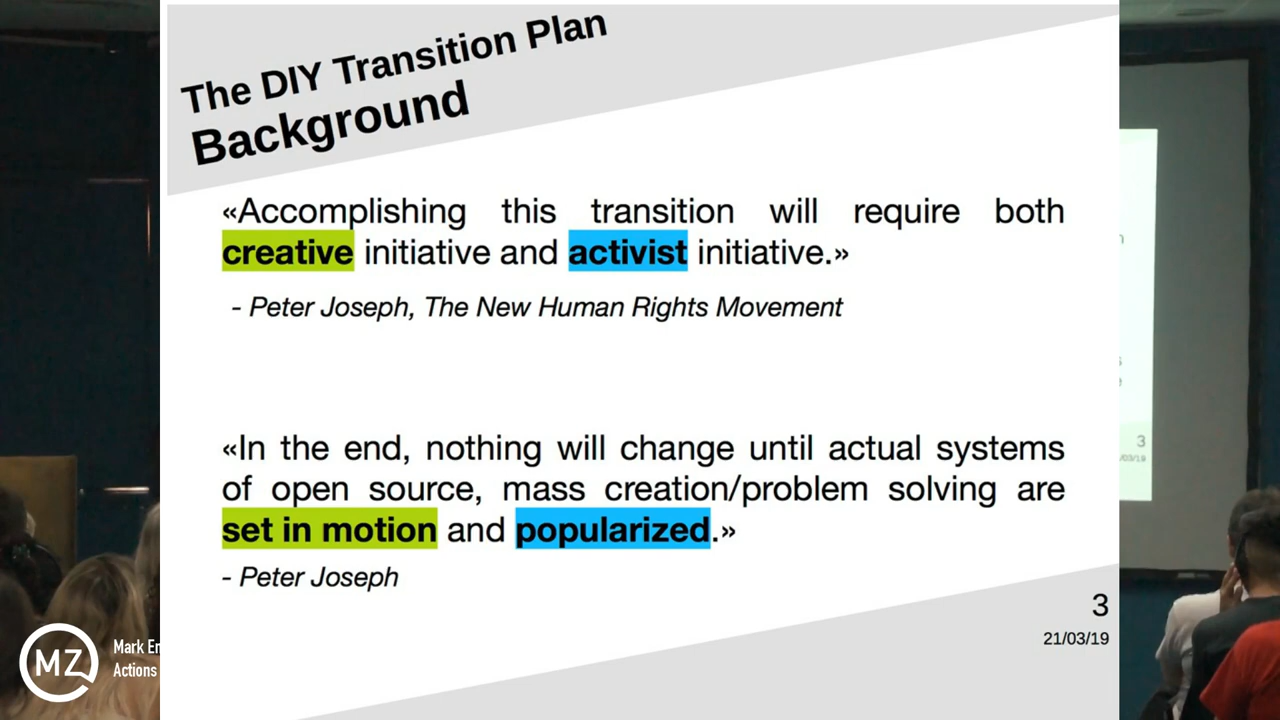 The DIY Transition Plan
Background
«Accomplishing this transition will require both
creative initiative and activist initiative.»
- Peter Joseph, The New Human Rights Movement
«In the end, nothing will change until actual systems
of open source, mass creation/problem solving are
set in motion and popularized.»
- Peter Joseph
3
21/03/19
3
MZ
Mark
Actions